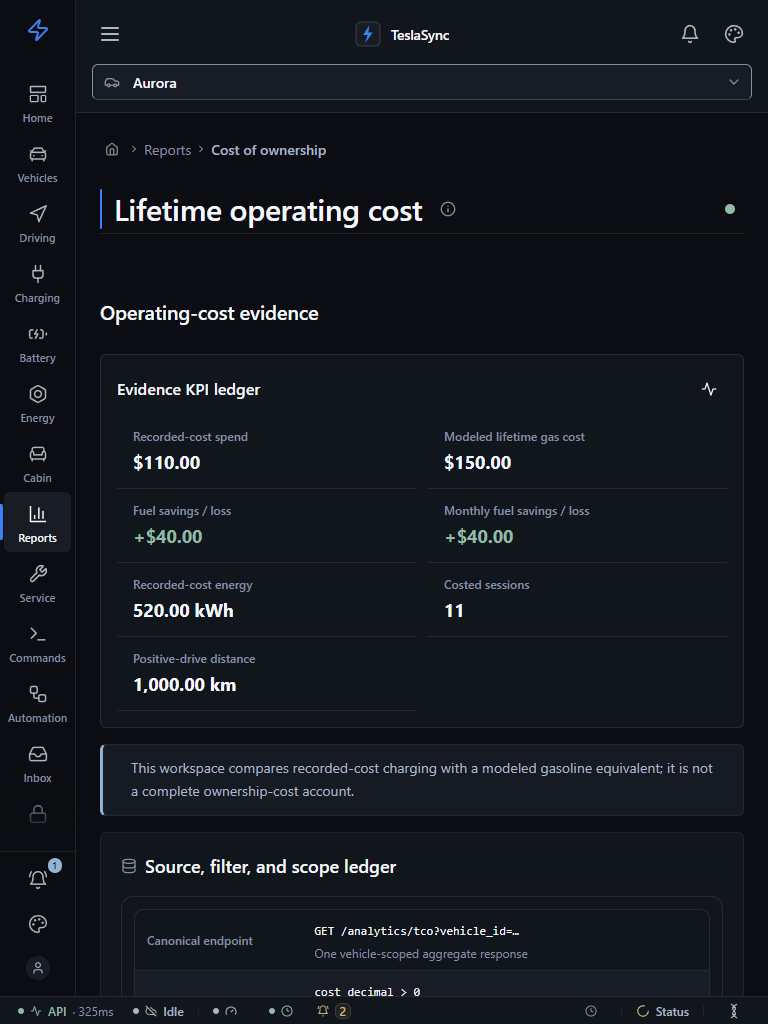 TeslaSync
Aurora
Home
Vehicles
Driving
Charging
Battery
Energy
Cabin
Reports
Service
Commands
Automation
Inbox
1
Reports
Cost of ownership
Lifetime operating cost
Operating-cost evidence
Evidence KPI ledger
Recorded-cost spend
$110.00
Modeled lifetime gas cost
$150.00
Fuel savings / loss
+$40.00
Monthly fuel savings / loss
+$40.00
Recorded-cost energy
520.00 kWh
Costed sessions
11
Positive-drive distance
1,000.00 km
This workspace compares recorded-cost charging with a modeled gasoline equivalent; it is not
a complete ownership-cost account.
Source, filter, and scope ledger
Canonical endpoint
GET /analytics/tco?vehicle_id=…
One vehicle-scoped aggregate response
cost_decimal > 0
API · 325ms
Idle
2
Status